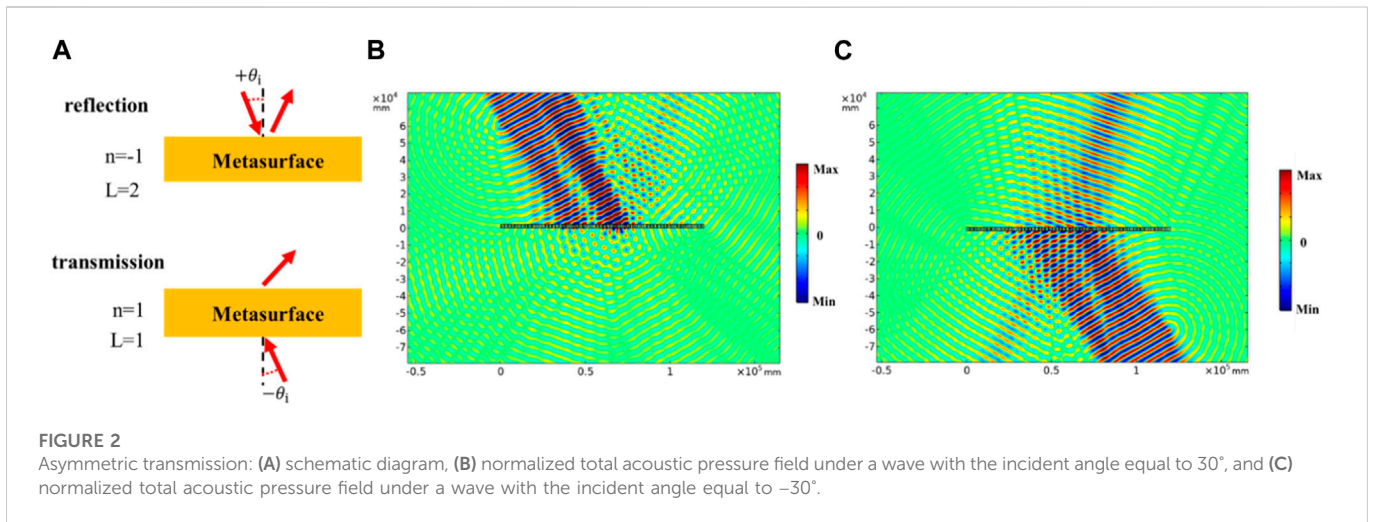 A
B
C
+θi
reflection
n=-1
L=2
Metasurface
transmission
n=1
L=1
Metasurface
−θi
×10⁴
mm
6
5
4
3
2
1
0
-1
-2
-3
-4
-5
-6
-7
-0.5
0
0.5
1
×10⁵ mm
Max
0
Min
×10⁴
mm
6
5
4
3
2
1
0
-1
-2
-3
-4
-5
-6
-7
-0.5
0
0.5
1
×10⁵ mm
Max
0
Min
FIGURE 2
Asymmetric transmission: (A) schematic diagram, (B) normalized total acoustic pressure field under a wave with the incident angle equal to 30°, and (C)
normalized total acoustic pressure field under a wave with the incident angle equal to −30°.